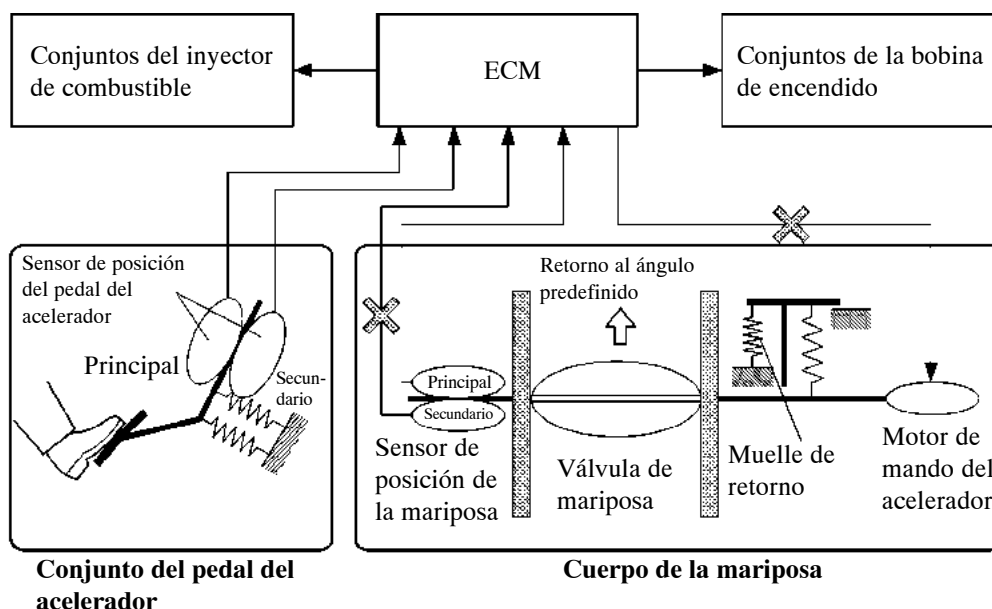 Conjuntos del inyector
de combustible
ECM
Conjuntos de la bobina
de encendido
Sensor de posición
del pedal del
acelerador
Principal
Secun-
dario
Retorno al ángulo
predefinido
Principal
Secundario
Sensor de
posición de
la mariposa
Válvula de
mariposa
Muelle de
retorno
Motor de
mando del
acelerador
Conjunto del pedal del
acelerador
Cuerpo de la mariposa